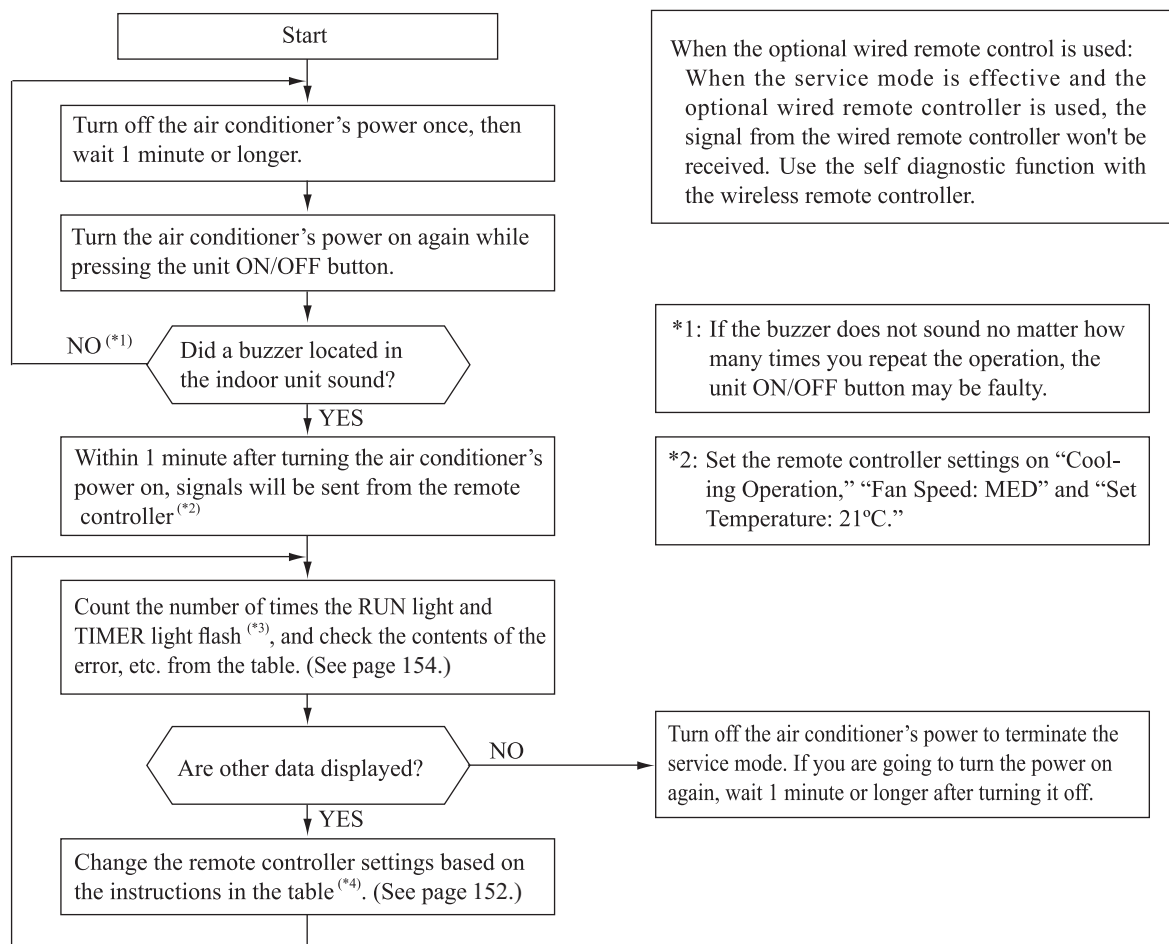 Start
Turn off the air conditioner’s power once, then
wait 1 minute or longer.
Turn the air conditioner’s power on again while
pressing the unit ON/OFF button.
NO (*1)
Did a buzzer located in
the indoor unit sound?
YES
Within 1 minute after turning the air conditioner’s
power on, signals will be sent from the remote
controller (*2)
Count the number of times the RUN light and
TIMER light flash (*3), and check the contents of the
error, etc. from the table. (See page 154.)
Are other data displayed?
NO
YES
Change the remote controller settings based on
the instructions in the table (*4). (See page 152.)
When the optional wired remote control is used:
When the service mode is effective and the
optional wired remote controller is used, the
signal from the wired remote controller won't be
received. Use the self diagnostic function with
the wireless remote controller.
*1: If the buzzer does not sound no matter how
many times you repeat the operation, the
unit ON/OFF button may be faulty.
*2: Set the remote controller settings on “Cool-
ing Operation,” “Fan Speed: MED” and “Set
Temperature: 21ºC.”
Turn off the air conditioner’s power to terminate the
service mode. If you are going to turn the power on
again, wait 1 minute or longer after turning it off.